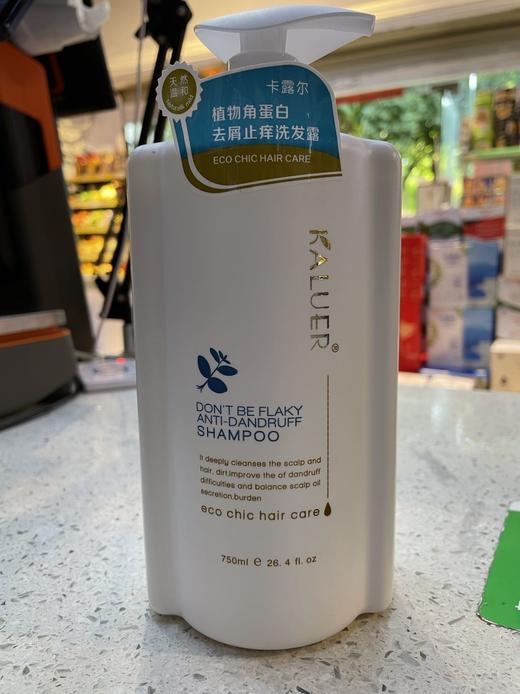 天然
温和
naturally mild
卡露尔
植物角蛋白
去屑止痒洗发露
ECO CHIC HAIR CARE
KALUER®
DON'T BE FLAKY
ANTI-DANDRUFF
SHAMPOO
It deeply cleanses the scalp and
hair, dirt.improve the of dandruff
difficulties and balance scalp oil
secretion.burden
eco chic hair care
750ml e 26.4 fl. oz